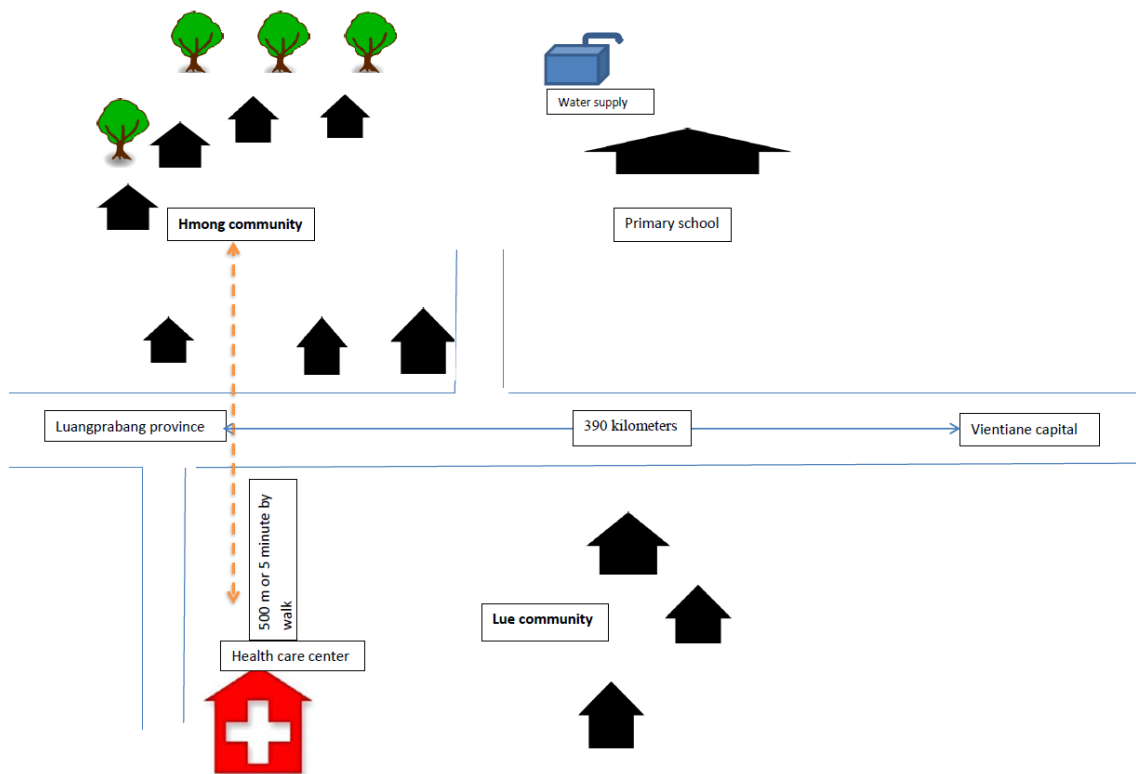 Water supply
Hmong community
Primary school
Luangprabang province
390 kilometers
Vientiane capital
500 m or 5 minute by
walk
Lue community
Health care center